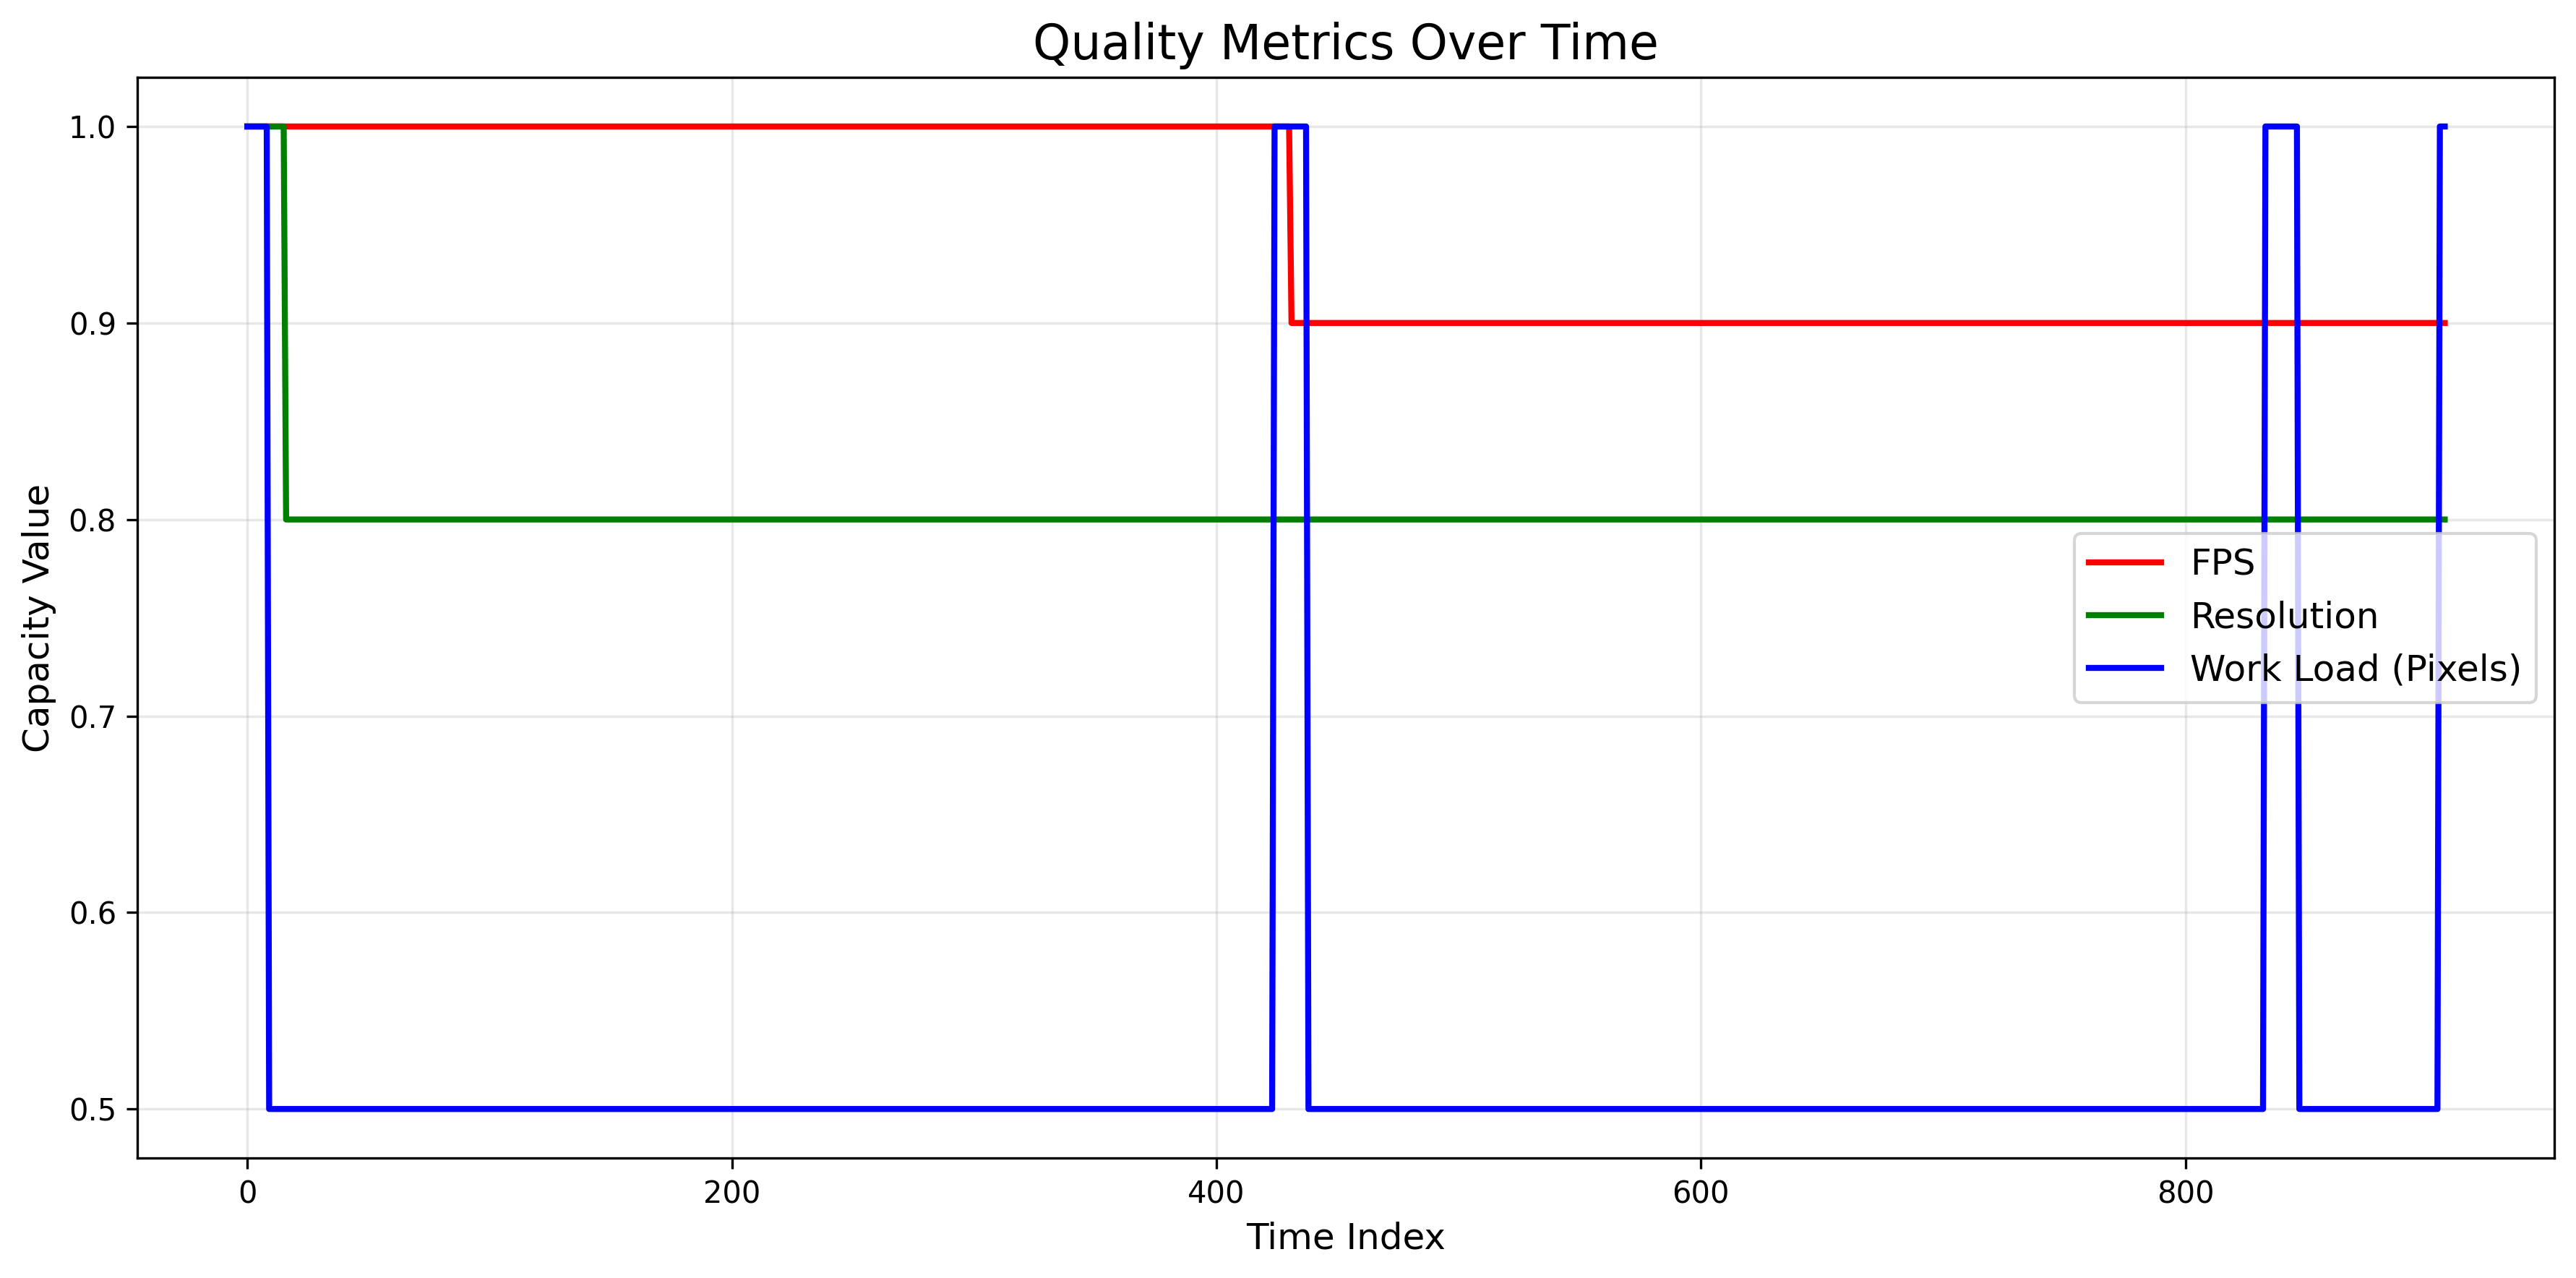 Quality Metrics Over Time
Capacity Value
1.0
0.9
0.8
0.7
0.6
0.5
FPS
Resolution
Work Load (Pixels)
0 200 400 600 800
Time Index